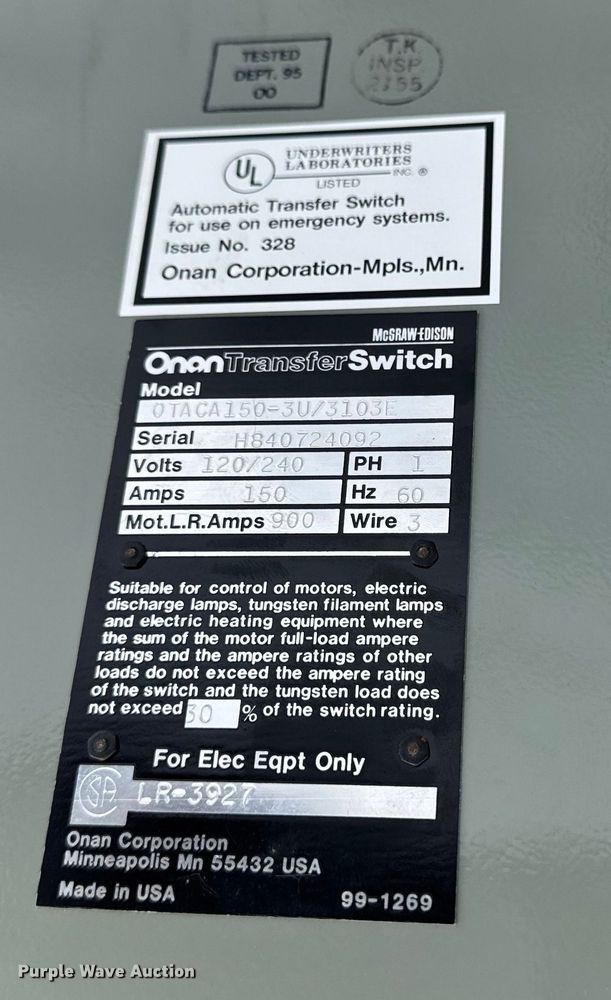 TESTED
DEPT. 95
00
T.K.
INSP
2155
UL
UNDERWRITERS
LABORATORIES
INC. ®
LISTED
Automatic Transfer Switch
for use on emergency systems.
Issue No. 328
Onan Corporation-Mpls.,Mn.
McGRAW-EDISON
Onan Transfer Switch
Model
OTACA150-3U/3103E
Serial H840724092
Volts 120/240 PH 1
Amps 150 Hz 60
Mot.L.R.Amps 900 Wire 3
Suitable for control of motors, electric
discharge lamps, tungsten filament lamps
and electric heating equipment where
the sum of the motor full-load ampere
ratings and the ampere ratings of other
loads do not exceed the ampere rating
of the switch and the tungsten load does
not exceed 30 % of the switch rating.
For Elec Eqpt Only
CSA LR-3927
Onan Corporation
Minneapolis Mn 55432 USA
Made in USA 99-1269
Purple Wave Auction